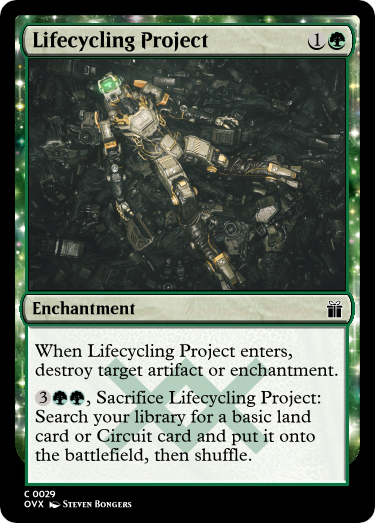 Lifecycling Project 1
Enchantment
When Lifecycling Project enters,
destroy target artifact or enchantment.
3, Sacrifice Lifecycling Project:
Search your library for a basic land
card or Circuit card and put it onto
the battlefield, then shuffle.
C 0029
OVX Steven Bongers